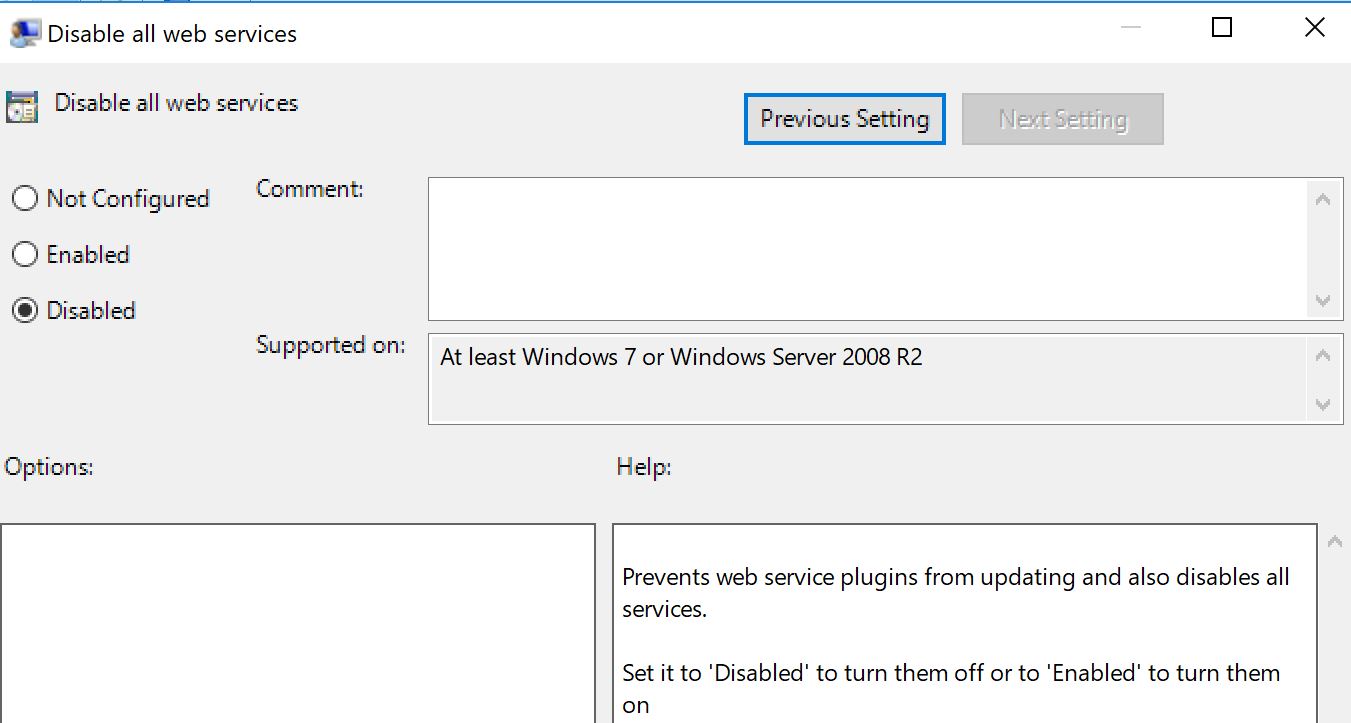 Disable all web services
Disable all web services
Previous Setting
Next Setting
Not Configured
Enabled
Disabled
Comment:
Supported on:
At least Windows 7 or Windows Server 2008 R2
Options:
Help:
Prevents web service plugins from updating and also disables all
services.
Set it to 'Disabled' to turn them off or to 'Enabled' to turn them
on